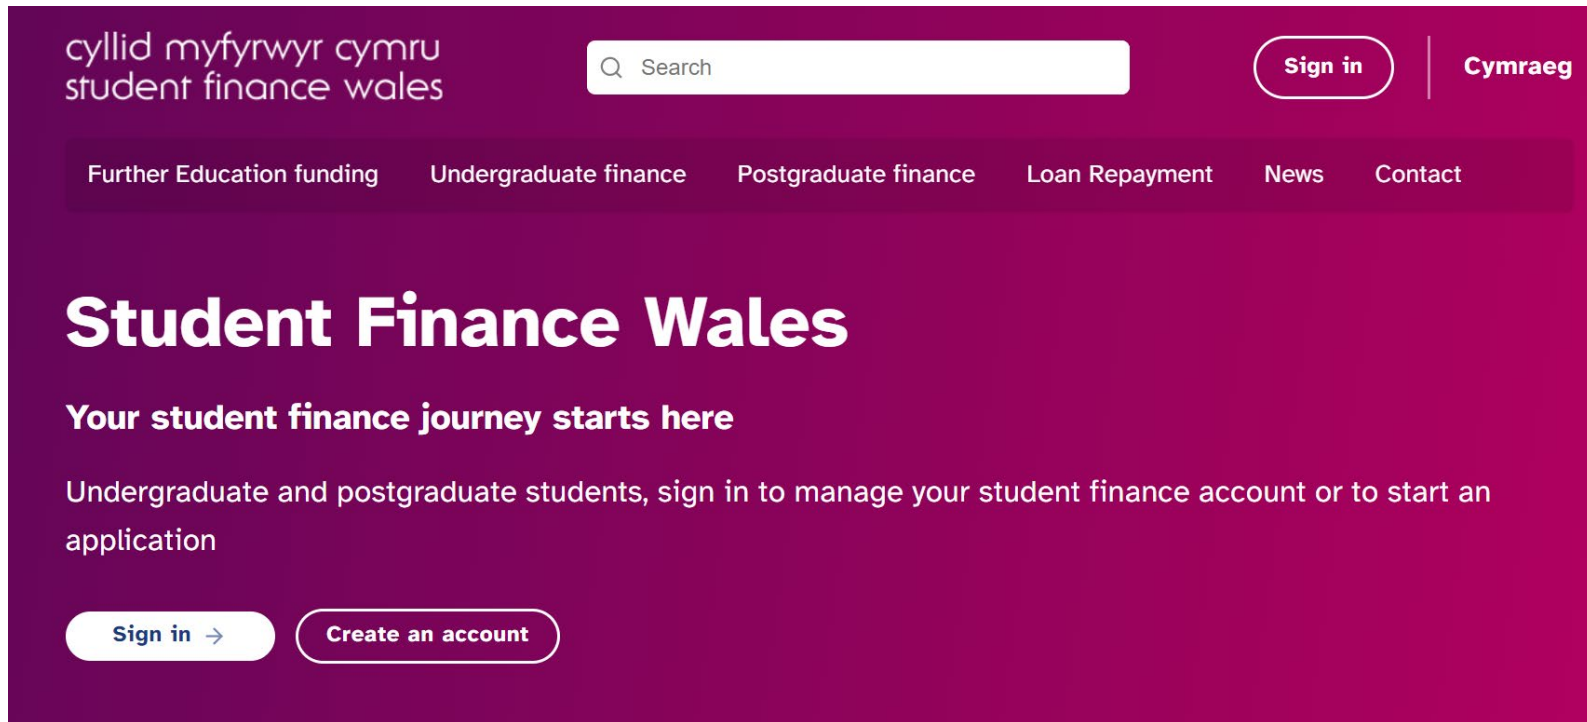 cyllid myfyrwyr cymru
student finance wales
Search
Sign in
Cymraeg
Further Education funding
Undergraduate finance
Postgraduate finance
Loan Repayment
News
Contact
Student Finance Wales
Your student finance journey starts here
Undergraduate and postgraduate students, sign in to manage your student finance account or to start an
application
Sign in →
Create an account